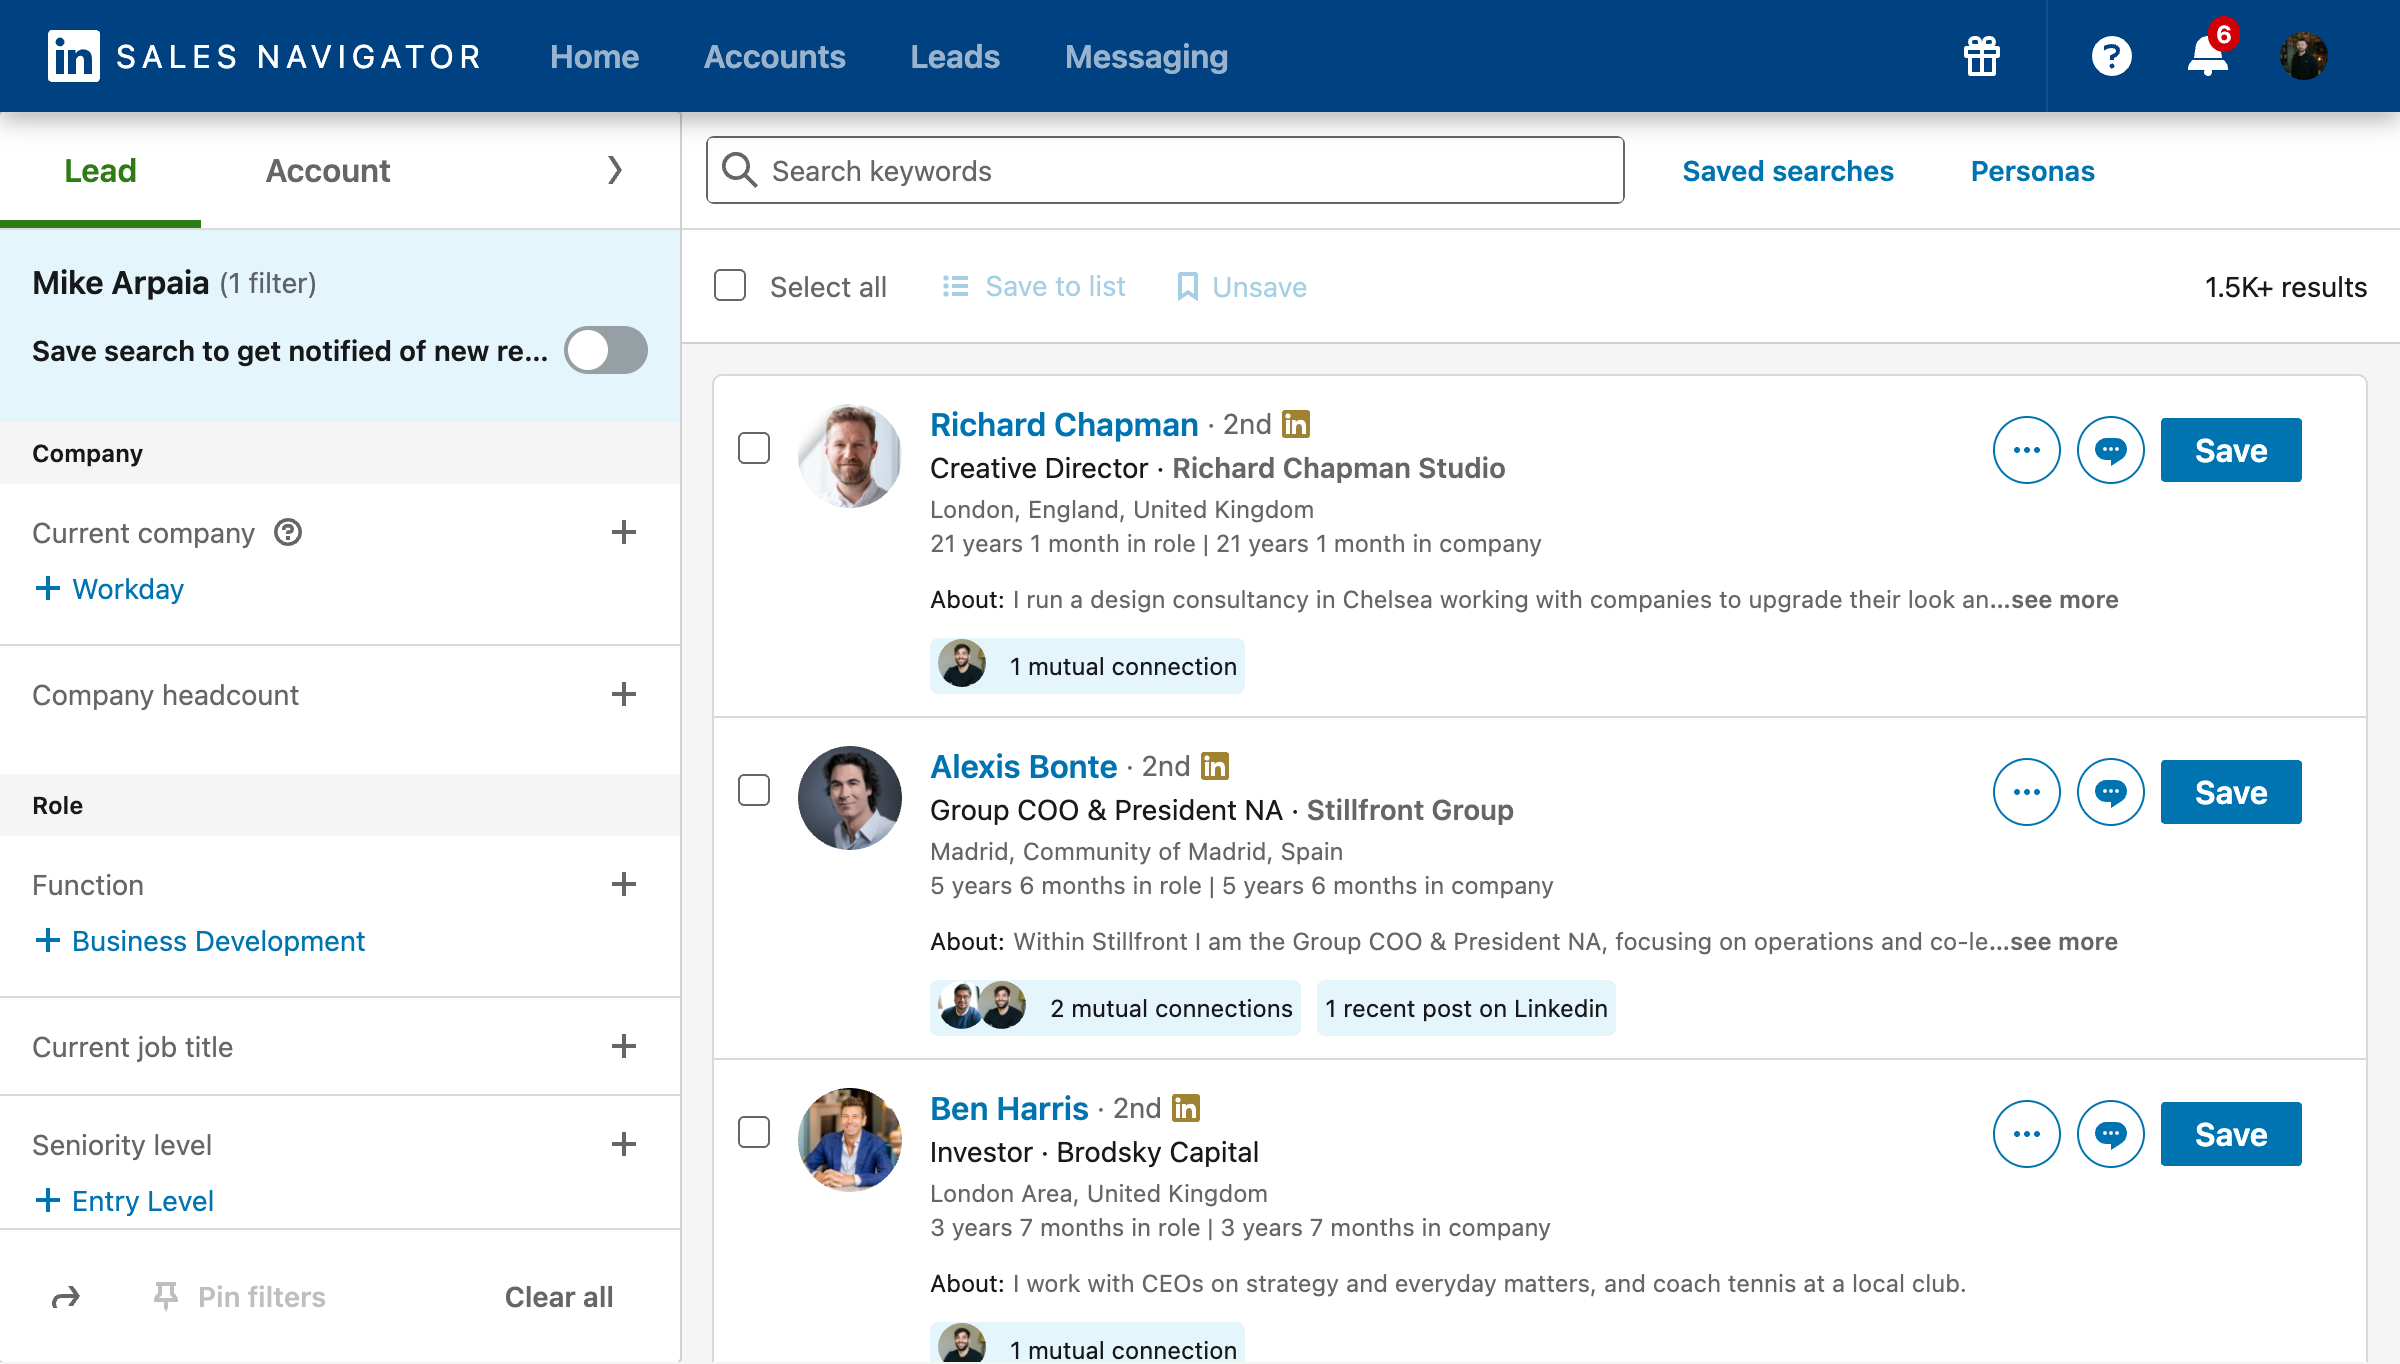 in SALES NAVIGATOR Home Accounts Leads Messaging 6
Lead Account
Search keywords Saved searches Personas
Mike Arpaia (1 filter)
Save search to get notified of new re...
Company
Current company
+ Workday
Company headcount
Role
Function
+ Business Development
Current job title
Seniority level
+ Entry Level
Pin filters Clear all
Select all Save to list Unsave 1.5K+ results
Richard Chapman · 2nd in
Creative Director · Richard Chapman Studio
London, England, United Kingdom
21 years 1 month in role | 21 years 1 month in company
About: I run a design consultancy in Chelsea working with companies to upgrade their look an...see more
1 mutual connection
Save
Alexis Bonte · 2nd in
Group COO & President NA · Stillfront Group
Madrid, Community of Madrid, Spain
5 years 6 months in role | 5 years 6 months in company
About: Within Stillfront I am the Group COO & President NA, focusing on operations and co-le...see more
2 mutual connections 1 recent post on Linkedin
Save
Ben Harris · 2nd in
Investor · Brodsky Capital
London Area, United Kingdom
3 years 7 months in role | 3 years 7 months in company
About: I work with CEOs on strategy and everyday matters, and coach tennis at a local club.
1 mutual connection
Save